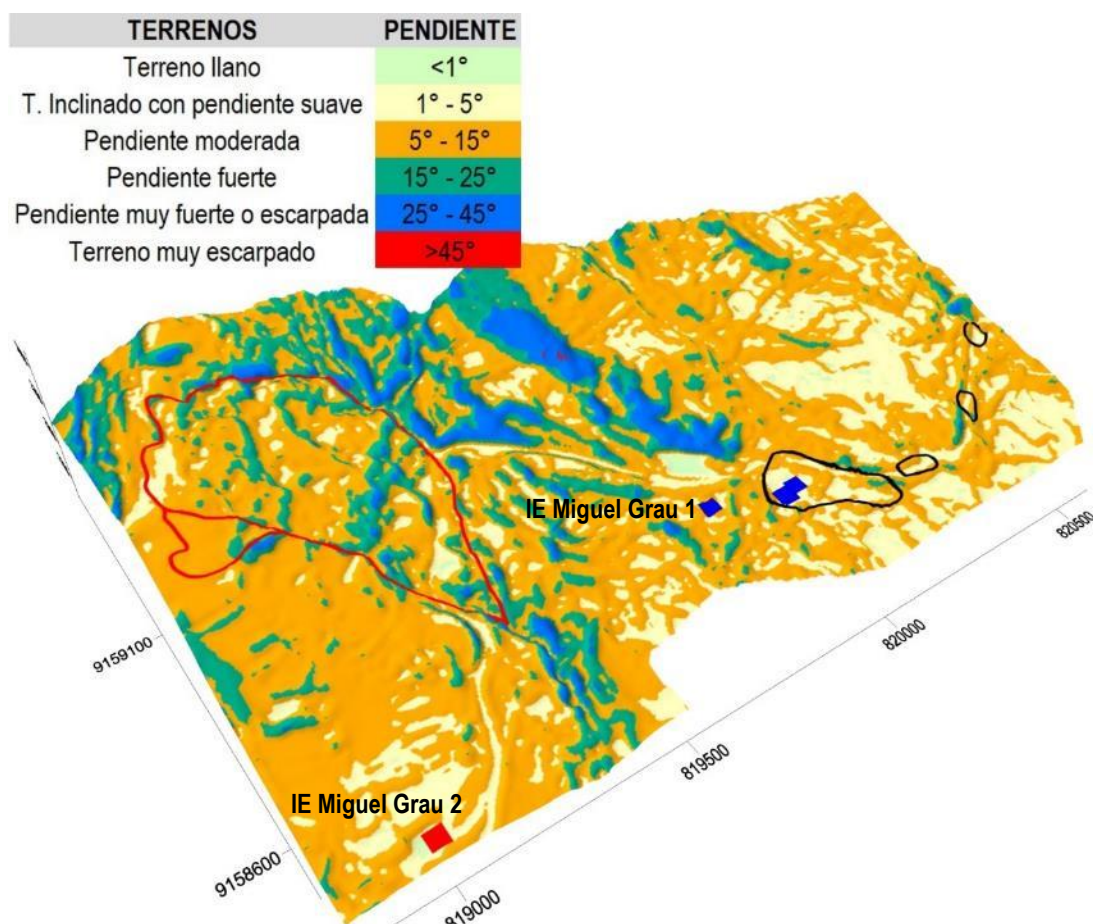 TERRENOS PENDIENTE
Terreno llano <1°
T. Inclinado con pendiente suave 1° - 5°
Pendiente moderada 5° - 15°
Pendiente fuerte 15° - 25°
Pendiente muy fuerte o escarpada 25° - 45°
Terreno muy escarpado >45°
IE Miguel Grau 1
820500
820000
9159100
819500
IE Miguel Grau 2
9158600
819000